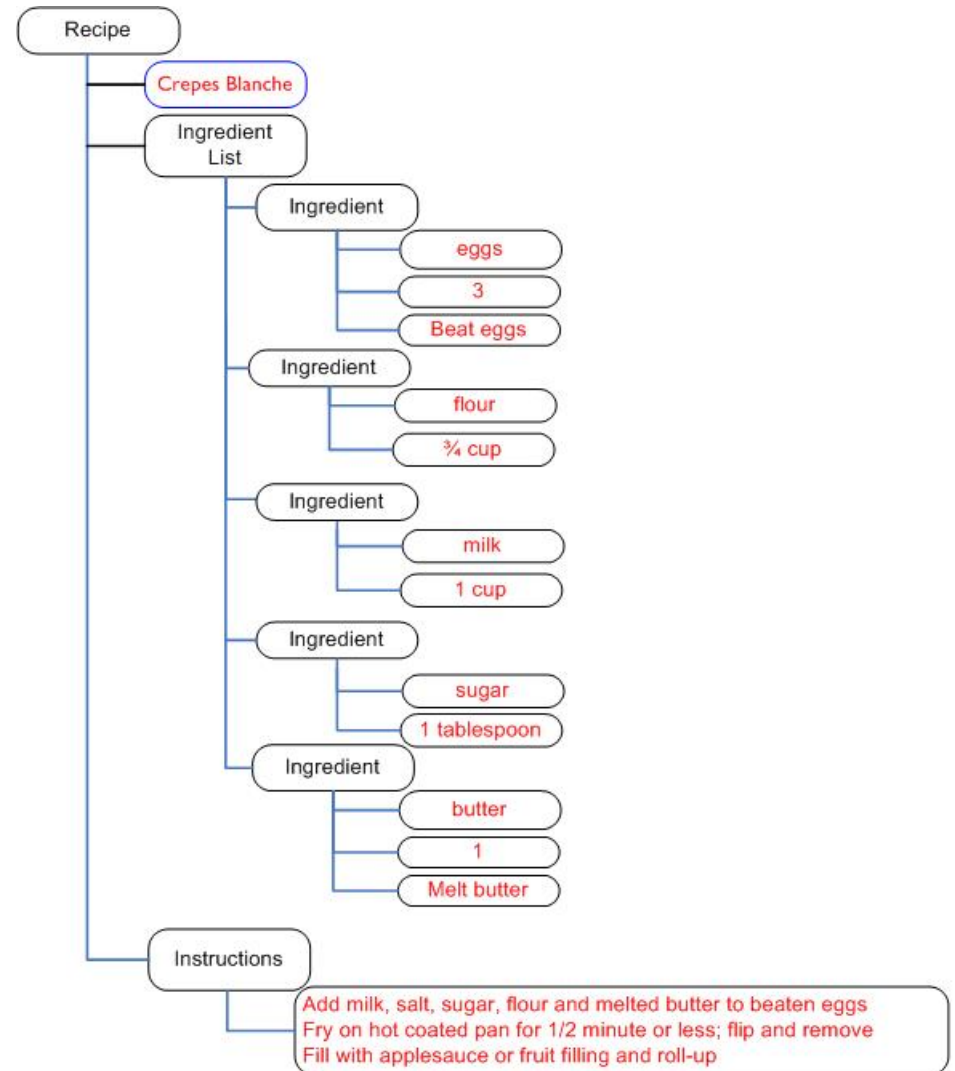 Recipe
Crepes Blanche
Ingredient
List
Ingredient
eggs
3
Beat eggs
Ingredient
flour
¾ cup
Ingredient
milk
1 cup
Ingredient
sugar
1 tablespoon
Ingredient
butter
1
Melt butter
Instructions
Add milk, salt, sugar, flour and melted butter to beaten eggs
Fry on hot coated pan for 1/2 minute or less; flip and remove
Fill with applesauce or fruit filling and roll-up